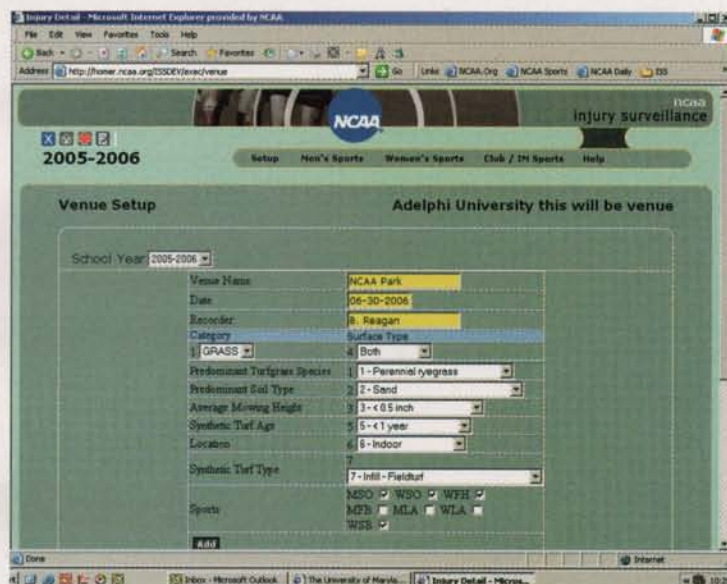 Injury Detail - Microsoft Internet Explorer provided by NCAA
File Edit View Favorites Tools Help
Back Search Favorites
Address http://homer.ncaa.org/ISSDEV/exec/venue Go Links NCAA.Org NCAA Sports NCAA Daily ISS
NCAA
ncaa
injury surveillance
2005-2006
Setup Men's Sports Women's Sports Club / IM Sports Help
Venue Setup Adelphi University this will be venue
School Year 2005-2006
Venue Name NCAA Park
Date 06-30-2006
Recorder B. Reagan
Category Surface Type
1 GRASS 4 Both
Predominant Turfgrass Species 1 1 - Perennial ryegrass
Predominant Soil Type 2 2 - Sand
Average Mowing Height 3 3 - < 0.5 inch
Synthetic Turf Age 5 5 - < 1 year
Location 6 6 - Indoor
Synthetic Turf Type 7
7 - Infill - Fieldturf
Sports MSO WSO WFH
MFB MLA WLA
WSB
Add
Done Internet
Inbox - Microsoft Outlook The University of Maryla... Injury Detail - Micros...